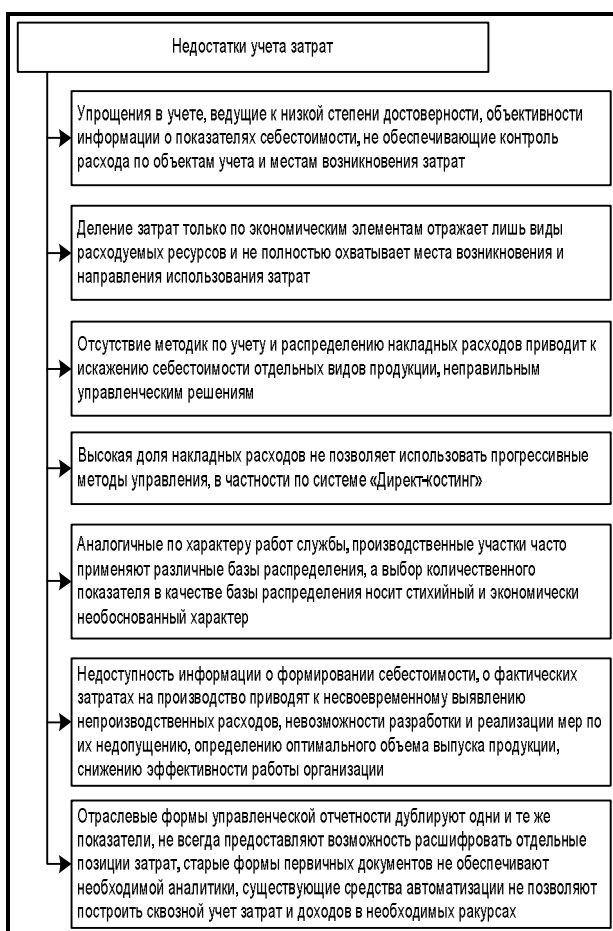 Недостатки учета затрат
Упрощения в учете, ведущие к низкой степени достоверности, объективности
информации о показателях себестоимости, не обеспечивающие контроль
расхода по объектам учета и местам возникновения затрат
Деление затрат только по экономическим элементам отражает лишь виды
расходуемых ресурсов и не полностью охватывает места возникновения и
направления использования затрат
Отсутствие методик по учету и распределению накладных расходов приводит к
искажению себестоимости отдельных видов продукции, неправильным
управленческим решениям
Высокая доля накладных расходов не позволяет использовать прогрессивные
методы управления, в частности по системе «Директ-костинг»
Аналогичные по характеру работ службы, производственные участки часто
применяют различные базы распределения, а выбор количественного
показателя в качестве базы распределения носит стихийный и экономически
необоснованный характер
Недоступность информации о формировании себестоимости, о фактических
затратах на производство приводят к несвоевременному выявлению
непроизводственных расходов, невозможности разработки и реализации мер по
их недопущению, определению оптимального объема выпуска продукции,
снижению эффективности работы организации
Отраслевые формы управленческой отчетности дублируют одни и те же
показатели, не всегда предоставляют возможность расшифровать отдельные
позиции затрат, старые формы первичных документов не обеспечивают
необходимой аналитики, существующие средства автоматизации не позволяют
построить сквозной учет затрат и доходов в необходимых ракурсах